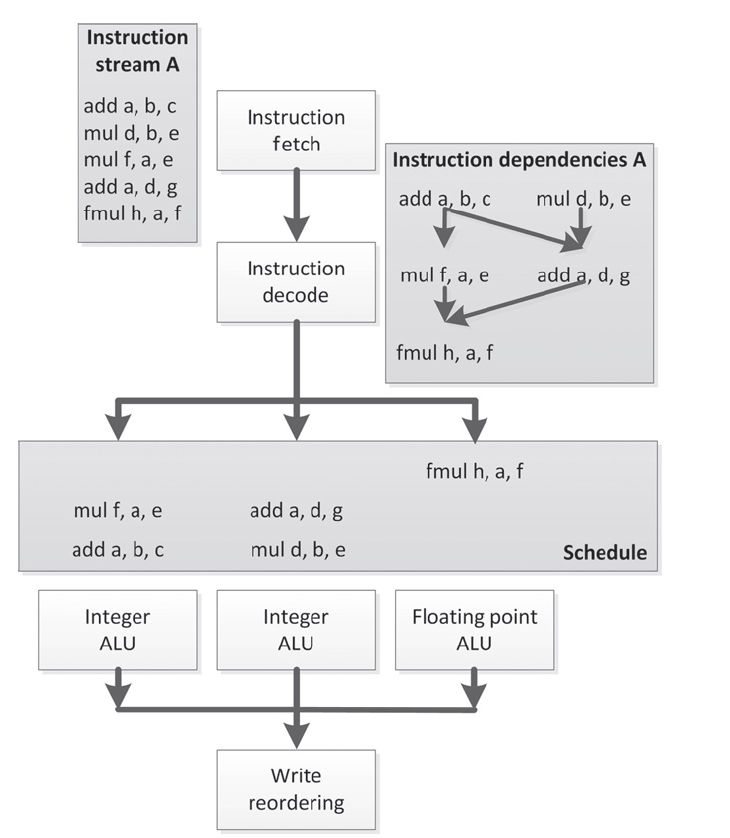 Instruction
stream A
add a, b, c
mul d, b, e
mul f, a, e
add a, d, g
fmul h, a, f
Instruction
fetch
Instruction dependencies A
add a, b, c
mul d, b, e
mul f, a, e
add a, d, g
fmul h, a, f
Instruction
decode
fmul h, a, f
mul f, a, e
add a, d, g
add a, b, c
mul d, b, e
Schedule
Integer
ALU
Integer
ALU
Floating point
ALU
Write
reordering